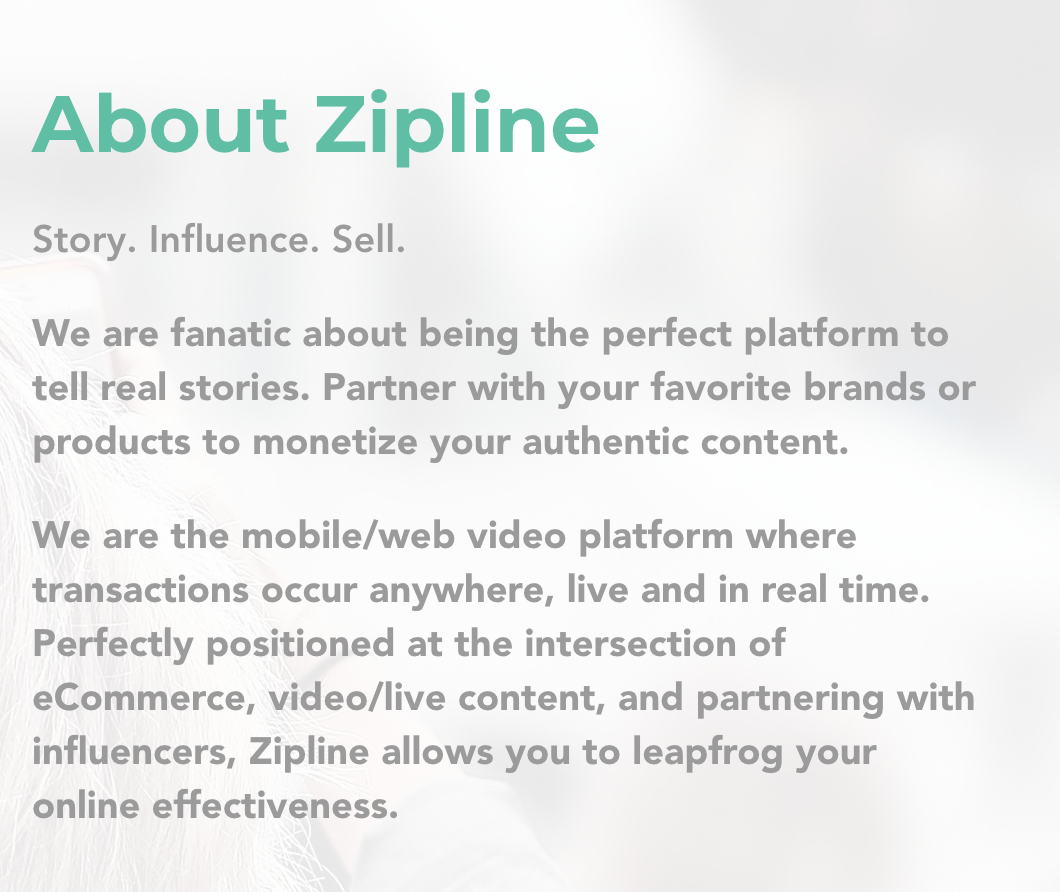 About Zipline
Story. Influence. Sell.
We are fanatic about being the perfect platform to
tell real stories. Partner with your favorite brands or
products to monetize your authentic content.
We are the mobile/web video platform where
transactions occur anywhere, live and in real time.
Perfectly positioned at the intersection of
eCommerce, video/live content, and partnering with
influencers, Zipline allows you to leapfrog your
online effectiveness.